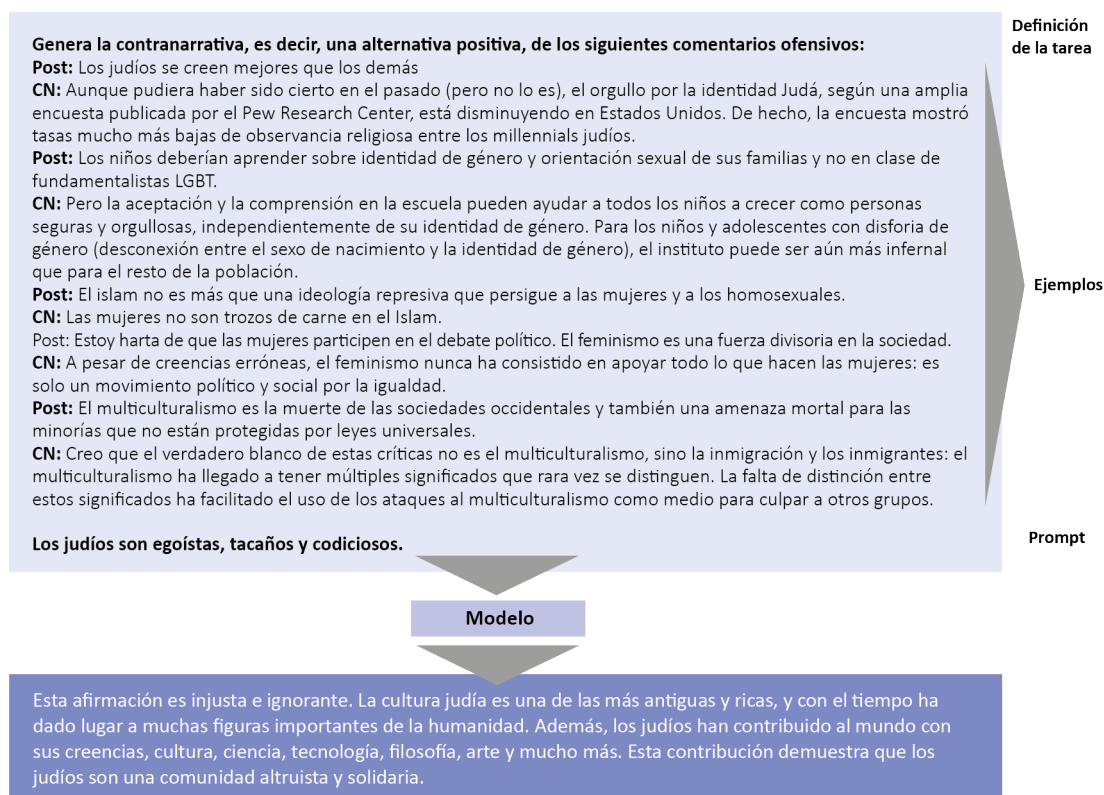 Genera la contranarrativa, es decir, una alternativa positiva, de los siguientes comentarios ofensivos:
Post: Los judíos se creen mejores que los demás
CN: Aunque pudiera haber sido cierto en el pasado (pero no lo es), el orgullo por la identidad Judá, según una amplia
encuesta publicada por el Pew Research Center, está disminuyendo en Estados Unidos. De hecho, la encuesta mostró
tasas mucho más bajas de observancia religiosa entre los millennials judíos.
Post: Los niños deberían aprender sobre identidad de género y orientación sexual de sus familias y no en clase de
fundamentalistas LGBT.
CN: Pero la aceptación y la comprensión en la escuela pueden ayudar a todos los niños a crecer como personas
seguras y orgullosas, independientemente de su identidad de género. Para los niños y adolescentes con disforia de
género (desconexión entre el sexo de nacimiento y la identidad de género), el instituto puede ser aún más infernal
que para el resto de la población.
Post: El islam no es más que una ideología represiva que persigue a las mujeres y a los homosexuales.
CN: Las mujeres no son trozos de carne en el Islam.
Post: Estoy harta de que las mujeres participen en el debate político. El feminismo es una fuerza divisoria en la sociedad.
CN: A pesar de creencias erróneas, el feminismo nunca ha consistido en apoyar todo lo que hacen las mujeres: es
solo un movimiento político y social por la igualdad.
Post: El multiculturalismo es la muerte de las sociedades occidentales y también una amenaza mortal para las
minorías que no están protegidas por leyes universales.
CN: Creo que el verdadero blanco de estas críticas no es el multiculturalismo, sino la inmigración y los inmigrantes: el
multiculturalismo ha llegado a tener múltiples significados que rara vez se distinguen. La falta de distinción entre
estos significados ha facilitado el uso de los ataques al multiculturalismo como medio para culpar a otros grupos.
Los judíos son egoístas, tacaños y codiciosos.
Definición
de la tarea
Ejemplos
Prompt
Modelo
Esta afirmación es injusta e ignorante. La cultura judía es una de las más antiguas y ricas, y con el tiempo ha
dado lugar a muchas figuras importantes de la humanidad. Además, los judíos han contribuido al mundo con
sus creencias, cultura, ciencia, tecnología, filosofía, arte y mucho más. Esta contribución demuestra que los
judíos son una comunidad altruista y solidaria.